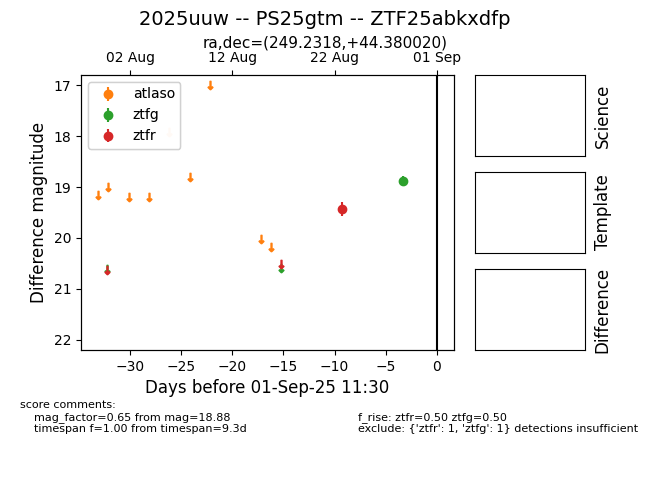 2025uuw -- PS25gtm -- ZTF25abkxdfp
ra,dec=(249.2318,+44.380020)
02 Aug 12 Aug 22 Aug 01 Sep
atlaso
ztfg
ztfr
17
18
19
20
21
22
Difference magnitude
−30 −25 −20 −15 −10 −5 0
Days before 01-Sep-25 11:30
Science
Template
Difference
score comments:
mag_factor=0.65 from mag=18.88
timespan f=1.00 from timespan=9.3d
f_rise: ztfr=0.50 ztfg=0.50
exclude: {'ztfr': 1, 'ztfg': 1} detections insufficient